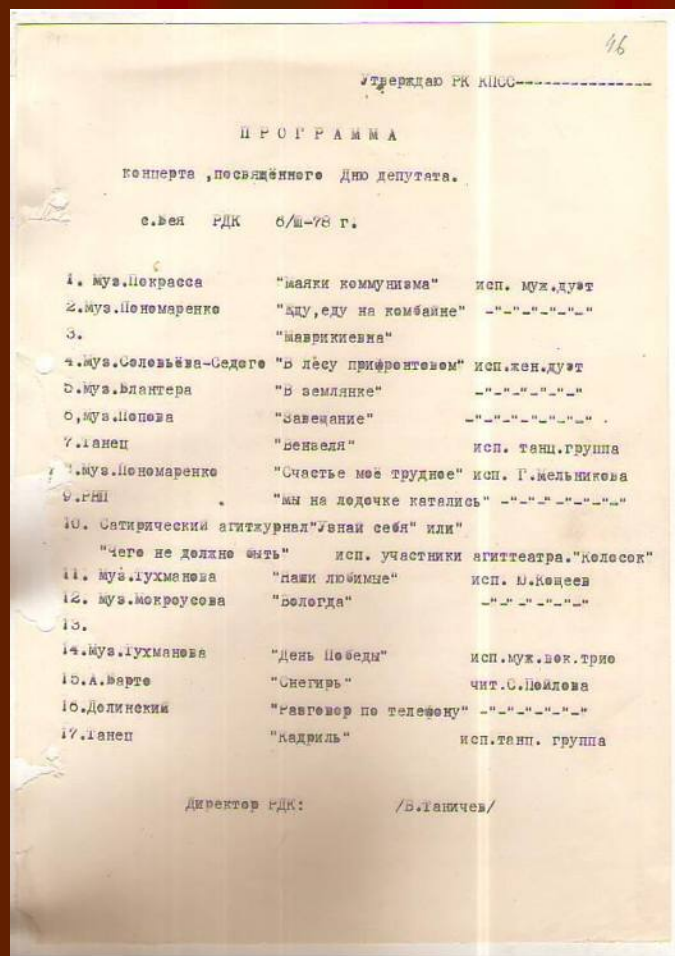 46
Утверждаю РК КПСС----------------
ПРОГРАММА
концерта ,посвящённого Дню депутата.
с.Бея РДК 6/Ш-78 г.
1. Муз.Покрасса "Маяки коммунизма" исп. муж.дуэт
2.Муз.Пономаренко "Еду,еду на комбайне" -"-"-"-"-"-
3. "Маврикиевна"
4.Муз.Соловьёва-Седого "В лесу прифронтовом" исп.жен.дуэт
5.Муз.Блантера "В землянке" -"-"-"-"-"-
6,муз.Попова "Завещание" -"-"-"-"-"-"
7.Танец "Вензеля" исп. танц.группа
8.Муз.Пономаренко "Счастье моё трудное" исп. Г.Мельникова
9.РНП "Мы на лодочке катались" -"-"-"-"-"-"-
10. Сатирический агитжурнал"Узнай себя" или"
"Чего не должно быть" исп. участники агиттеатра."Колосок"
11. Муз.Тухманова "Наши любимые" исп. Ю.Кощеев
12. Муз.Мокроусова "Вологда" -"-"-"-"-"-
13.
14.Муз.Тухманова "День Победы" исп.муж.вок.трио
15.А.Барто "Снегирь" чит.С.Пойлова
16.Долинский "Разговор по телефону" -"-"-"-"-"-
17.Танец "Кадриль" исп.танц. группа
Директор РДК: /В.Таничев/